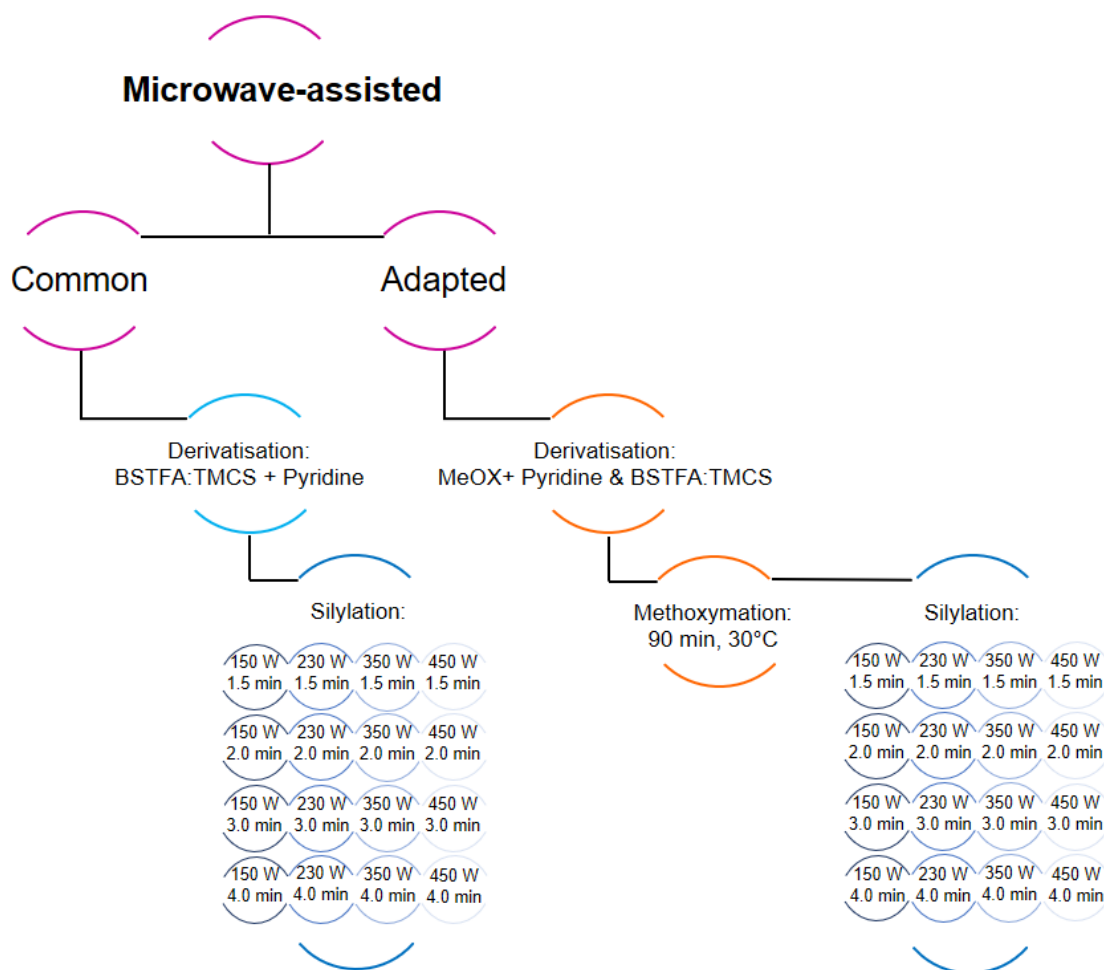 Microwave-assisted
Common
Adapted
Derivatisation:
BSTFA:TMCS + Pyridine
Derivatisation:
MeOX+ Pyridine & BSTFA:TMCS
Silylation:
150 W 230 W 350 W 450 W
1.5 min 1.5 min 1.5 min 1.5 min
150 W 230 W 350 W 450 W
2.0 min 2.0 min 2.0 min 2.0 min
150 W 230 W 350 W 450 W
3.0 min 3.0 min 3.0 min 3.0 min
150 W 230 W 350 W 450 W
4.0 min 4.0 min 4.0 min 4.0 min
Methoxymation:
90 min, 30°C
Silylation:
150 W 230 W 350 W 450 W
1.5 min 1.5 min 1.5 min 1.5 min
150 W 230 W 350 W 450 W
2.0 min 2.0 min 2.0 min 2.0 min
150 W 230 W 350 W 450 W
3.0 min 3.0 min 3.0 min 3.0 min
150 W 230 W 350 W 450 W
4.0 min 4.0 min 4.0 min 4.0 min